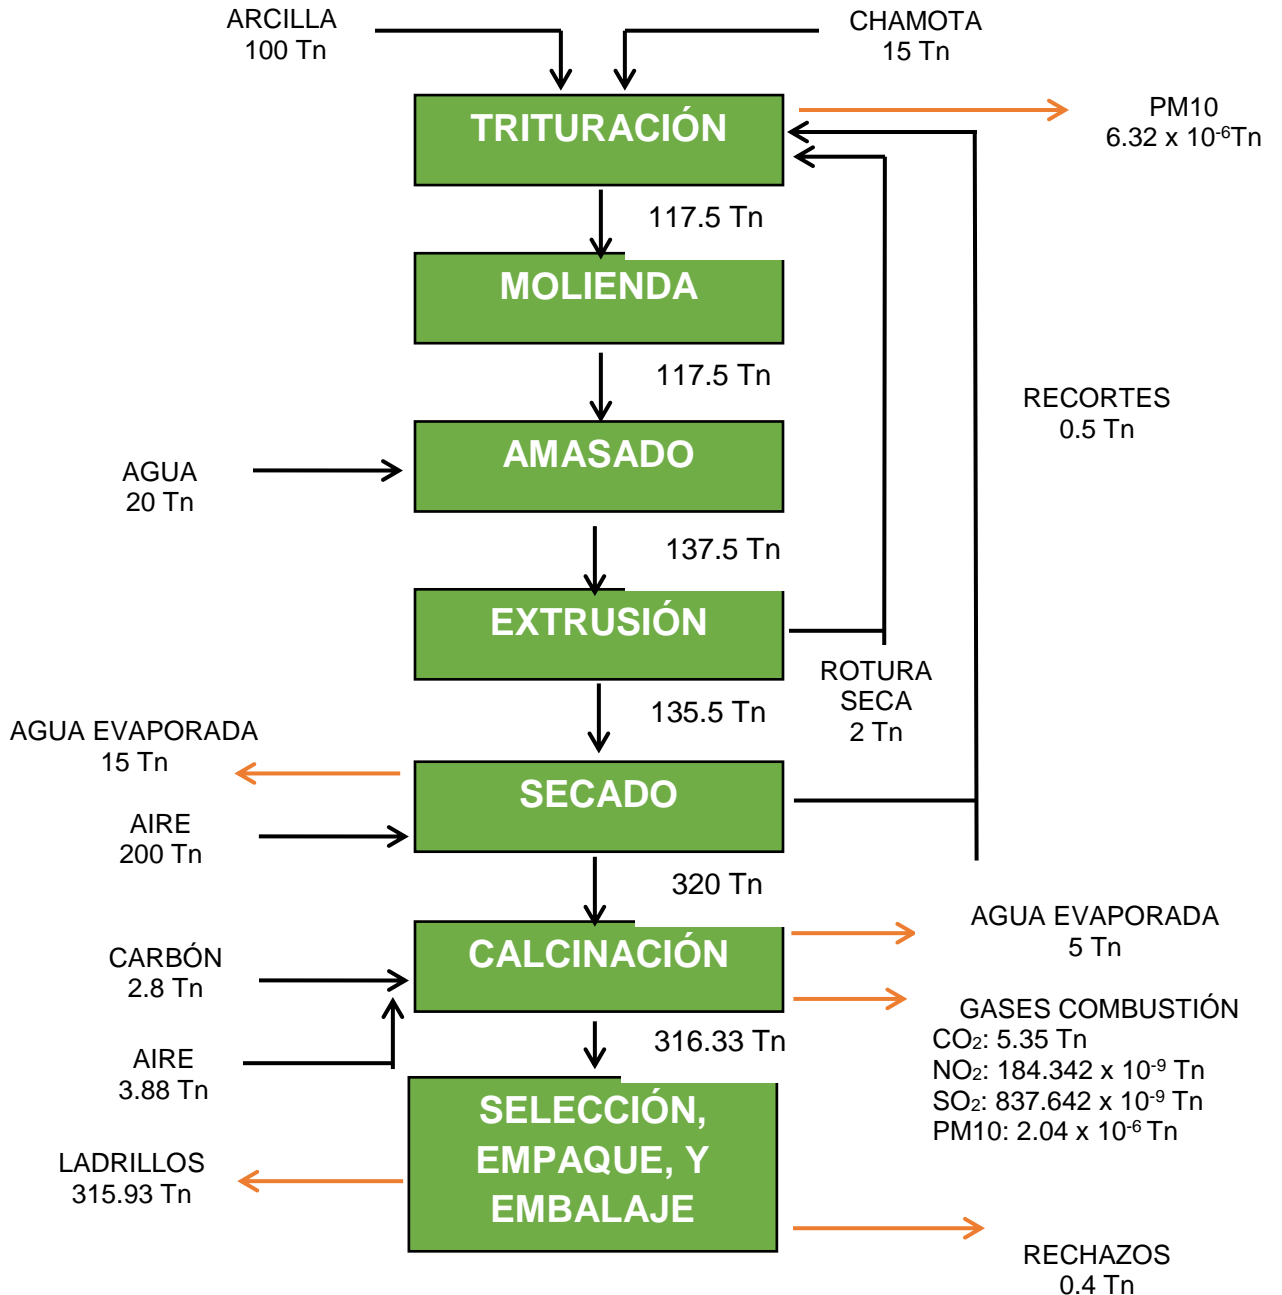 ARCILLA
100 Tn
CHAMOTA
15 Tn
TRITURACIÓN
PM10
6.32 x 10⁻⁶Tn
117.5 Tn
MOLIENDA
117.5 Tn
RECORTES
0.5 Tn
AMASADO
AGUA
20 Tn
137.5 Tn
EXTRUSIÓN
ROTURA
SECA
2 Tn
135.5 Tn
AGUA EVAPORADA
15 Tn
SECADO
AIRE
200 Tn
320 Tn
AGUA EVAPORADA
5 Tn
CALCINACIÓN
CARBÓN
2.8 Tn
GASES COMBUSTIÓN
CO₂: 5.35 Tn
NO₂: 184.342 x 10⁻⁹ Tn
SO₂: 837.642 x 10⁻⁹ Tn
PM10: 2.04 x 10⁻⁶ Tn
316.33 Tn
AIRE
3.88 Tn
SELECCIÓN,
EMPAQUE, Y
EMBALAJE
LADRILLOS
315.93 Tn
RECHAZOS
0.4 Tn